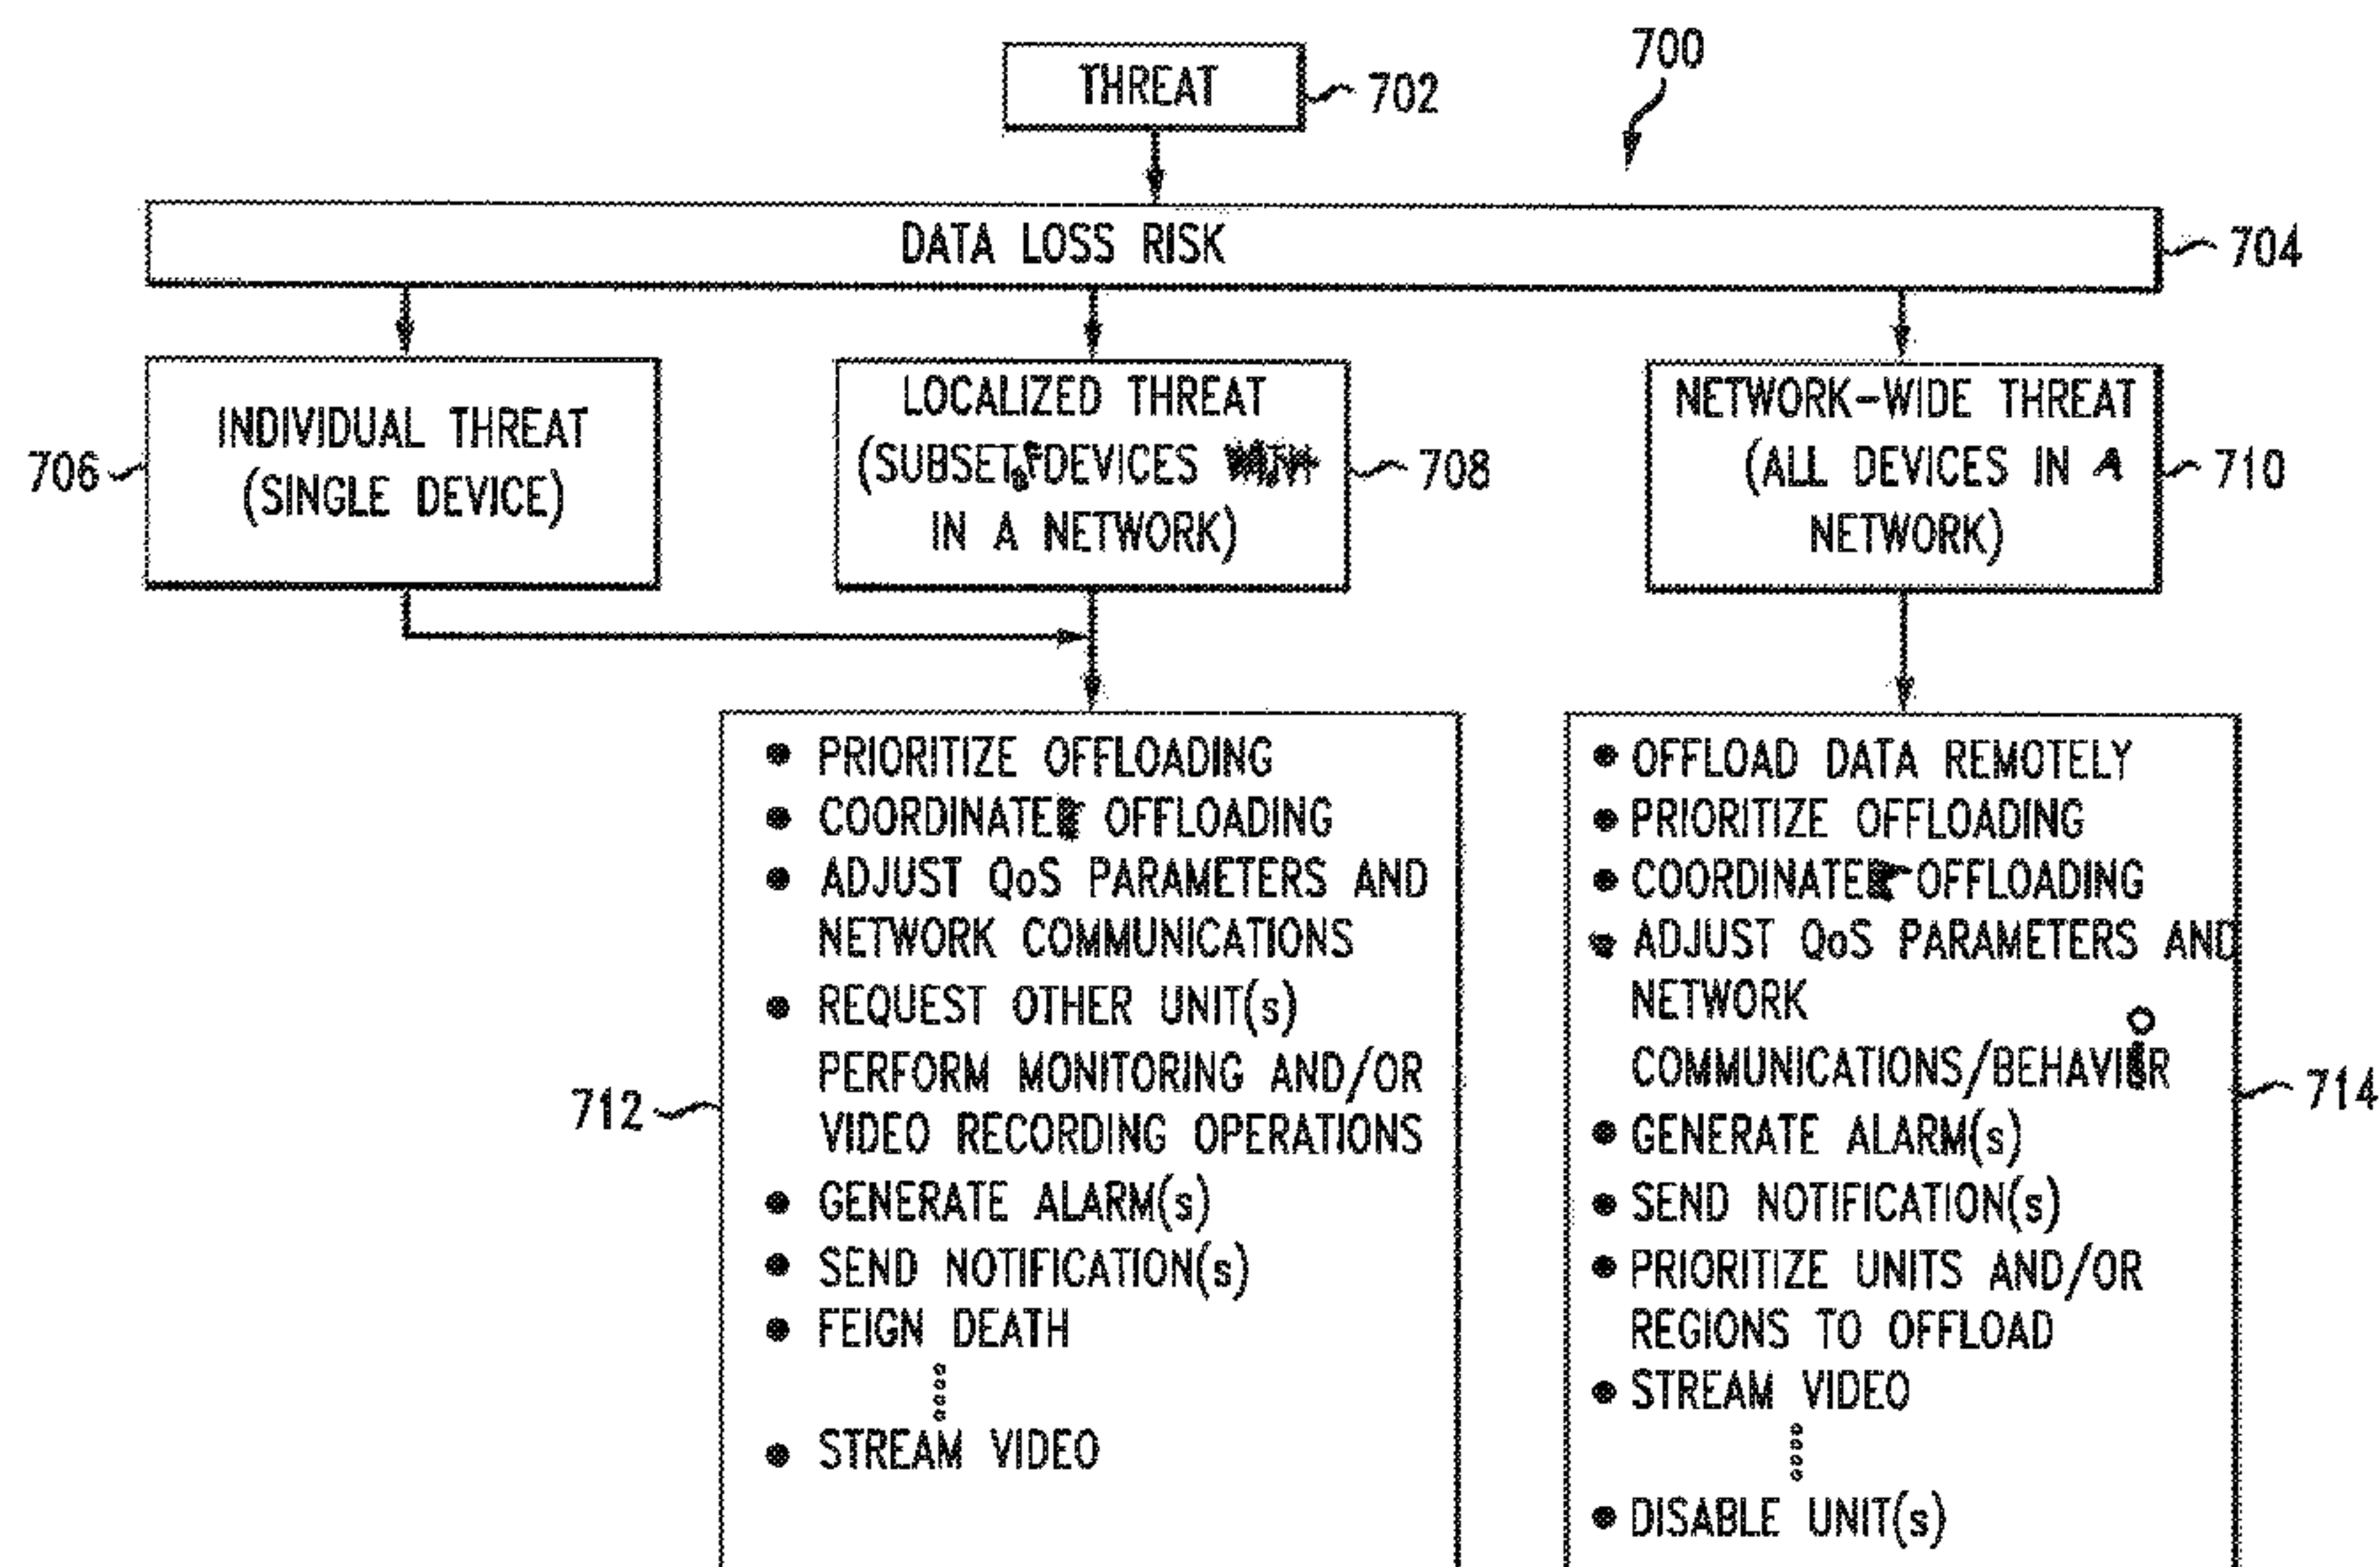 700
THREAT
702
DATA LOSS RISK
704
INDIVIDUAL THREAT
(SINGLE DEVICE)
706
LOCALIZED THREAT
(SUBSET of DEVICES
IN A NETWORK)
708
NETWORK-WIDE THREAT
(ALL DEVICES IN A
NETWORK)
710
• PRIORITIZE OFFLOADING
• COORDINATE OFFLOADING
• ADJUST QoS PARAMETERS AND
NETWORK COMMUNICATIONS
• REQUEST OTHER UNIT(s)
PERFORM MONITORING AND/OR
VIDEO RECORDING OPERATIONS
• GENERATE ALARM(s)
• SEND NOTIFICATION(s)
• FEIGN DEATH
• STREAM VIDEO
712
• OFFLOAD DATA REMOTELY
• PRIORITIZE OFFLOADING
• COORDINATE OFFLOADING
• ADJUST QoS PARAMETERS AND
NETWORK
COMMUNICATIONS/BEHAVIOR
• GENERATE ALARM(s)
• SEND NOTIFICATION(s)
• PRIORITIZE UNITS AND/OR
REGIONS TO OFFLOAD
• STREAM VIDEO
• DISABLE UNIT(s)
714